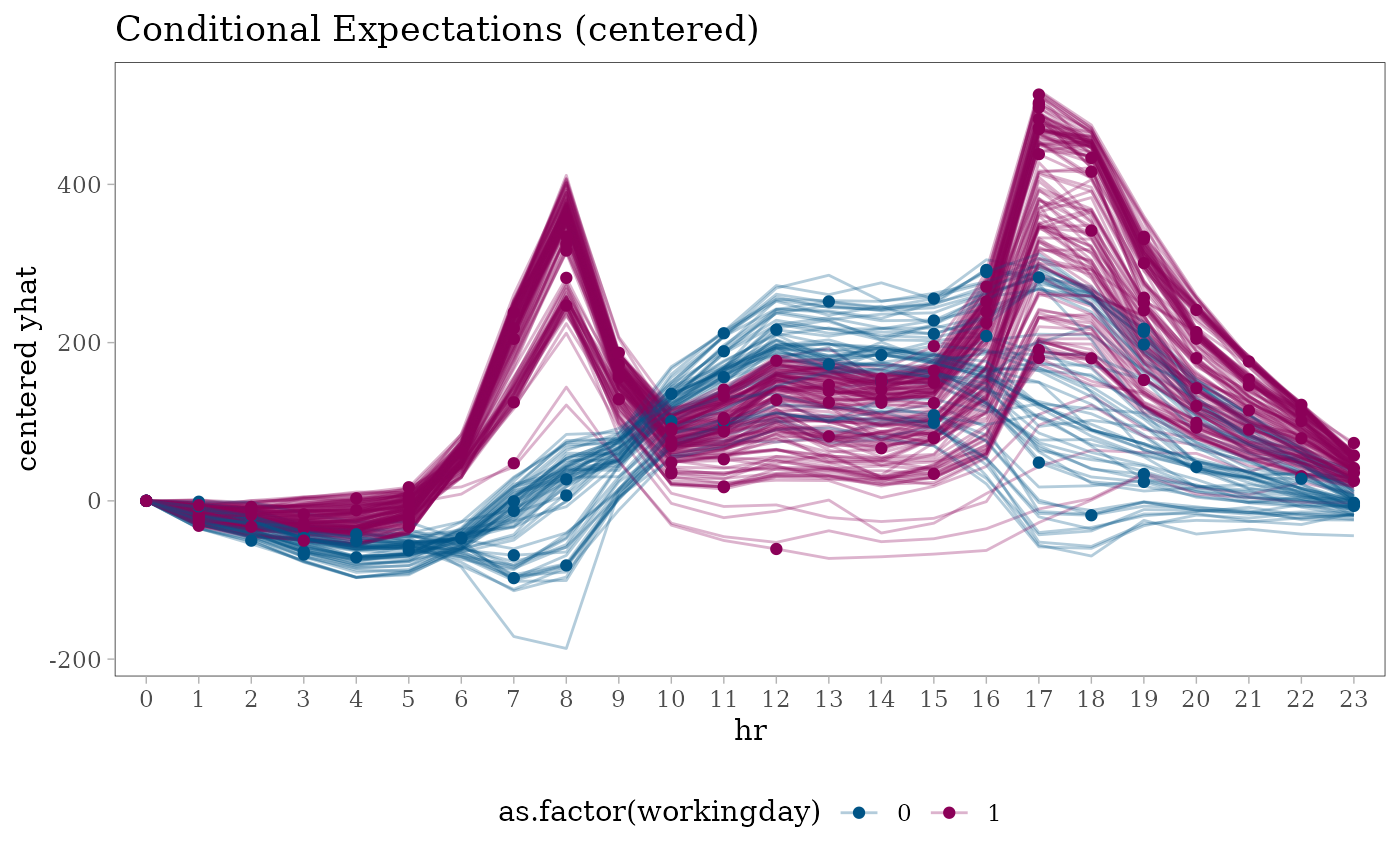 Conditional Expectations (centered)
centered yhat
400
200
0
-200
0 1 2 3 4 5 6 7 8 9 10 11 12 13 14 15 16 17 18 19 20 21 22 23
hr
as.factor(workingday) 0 1